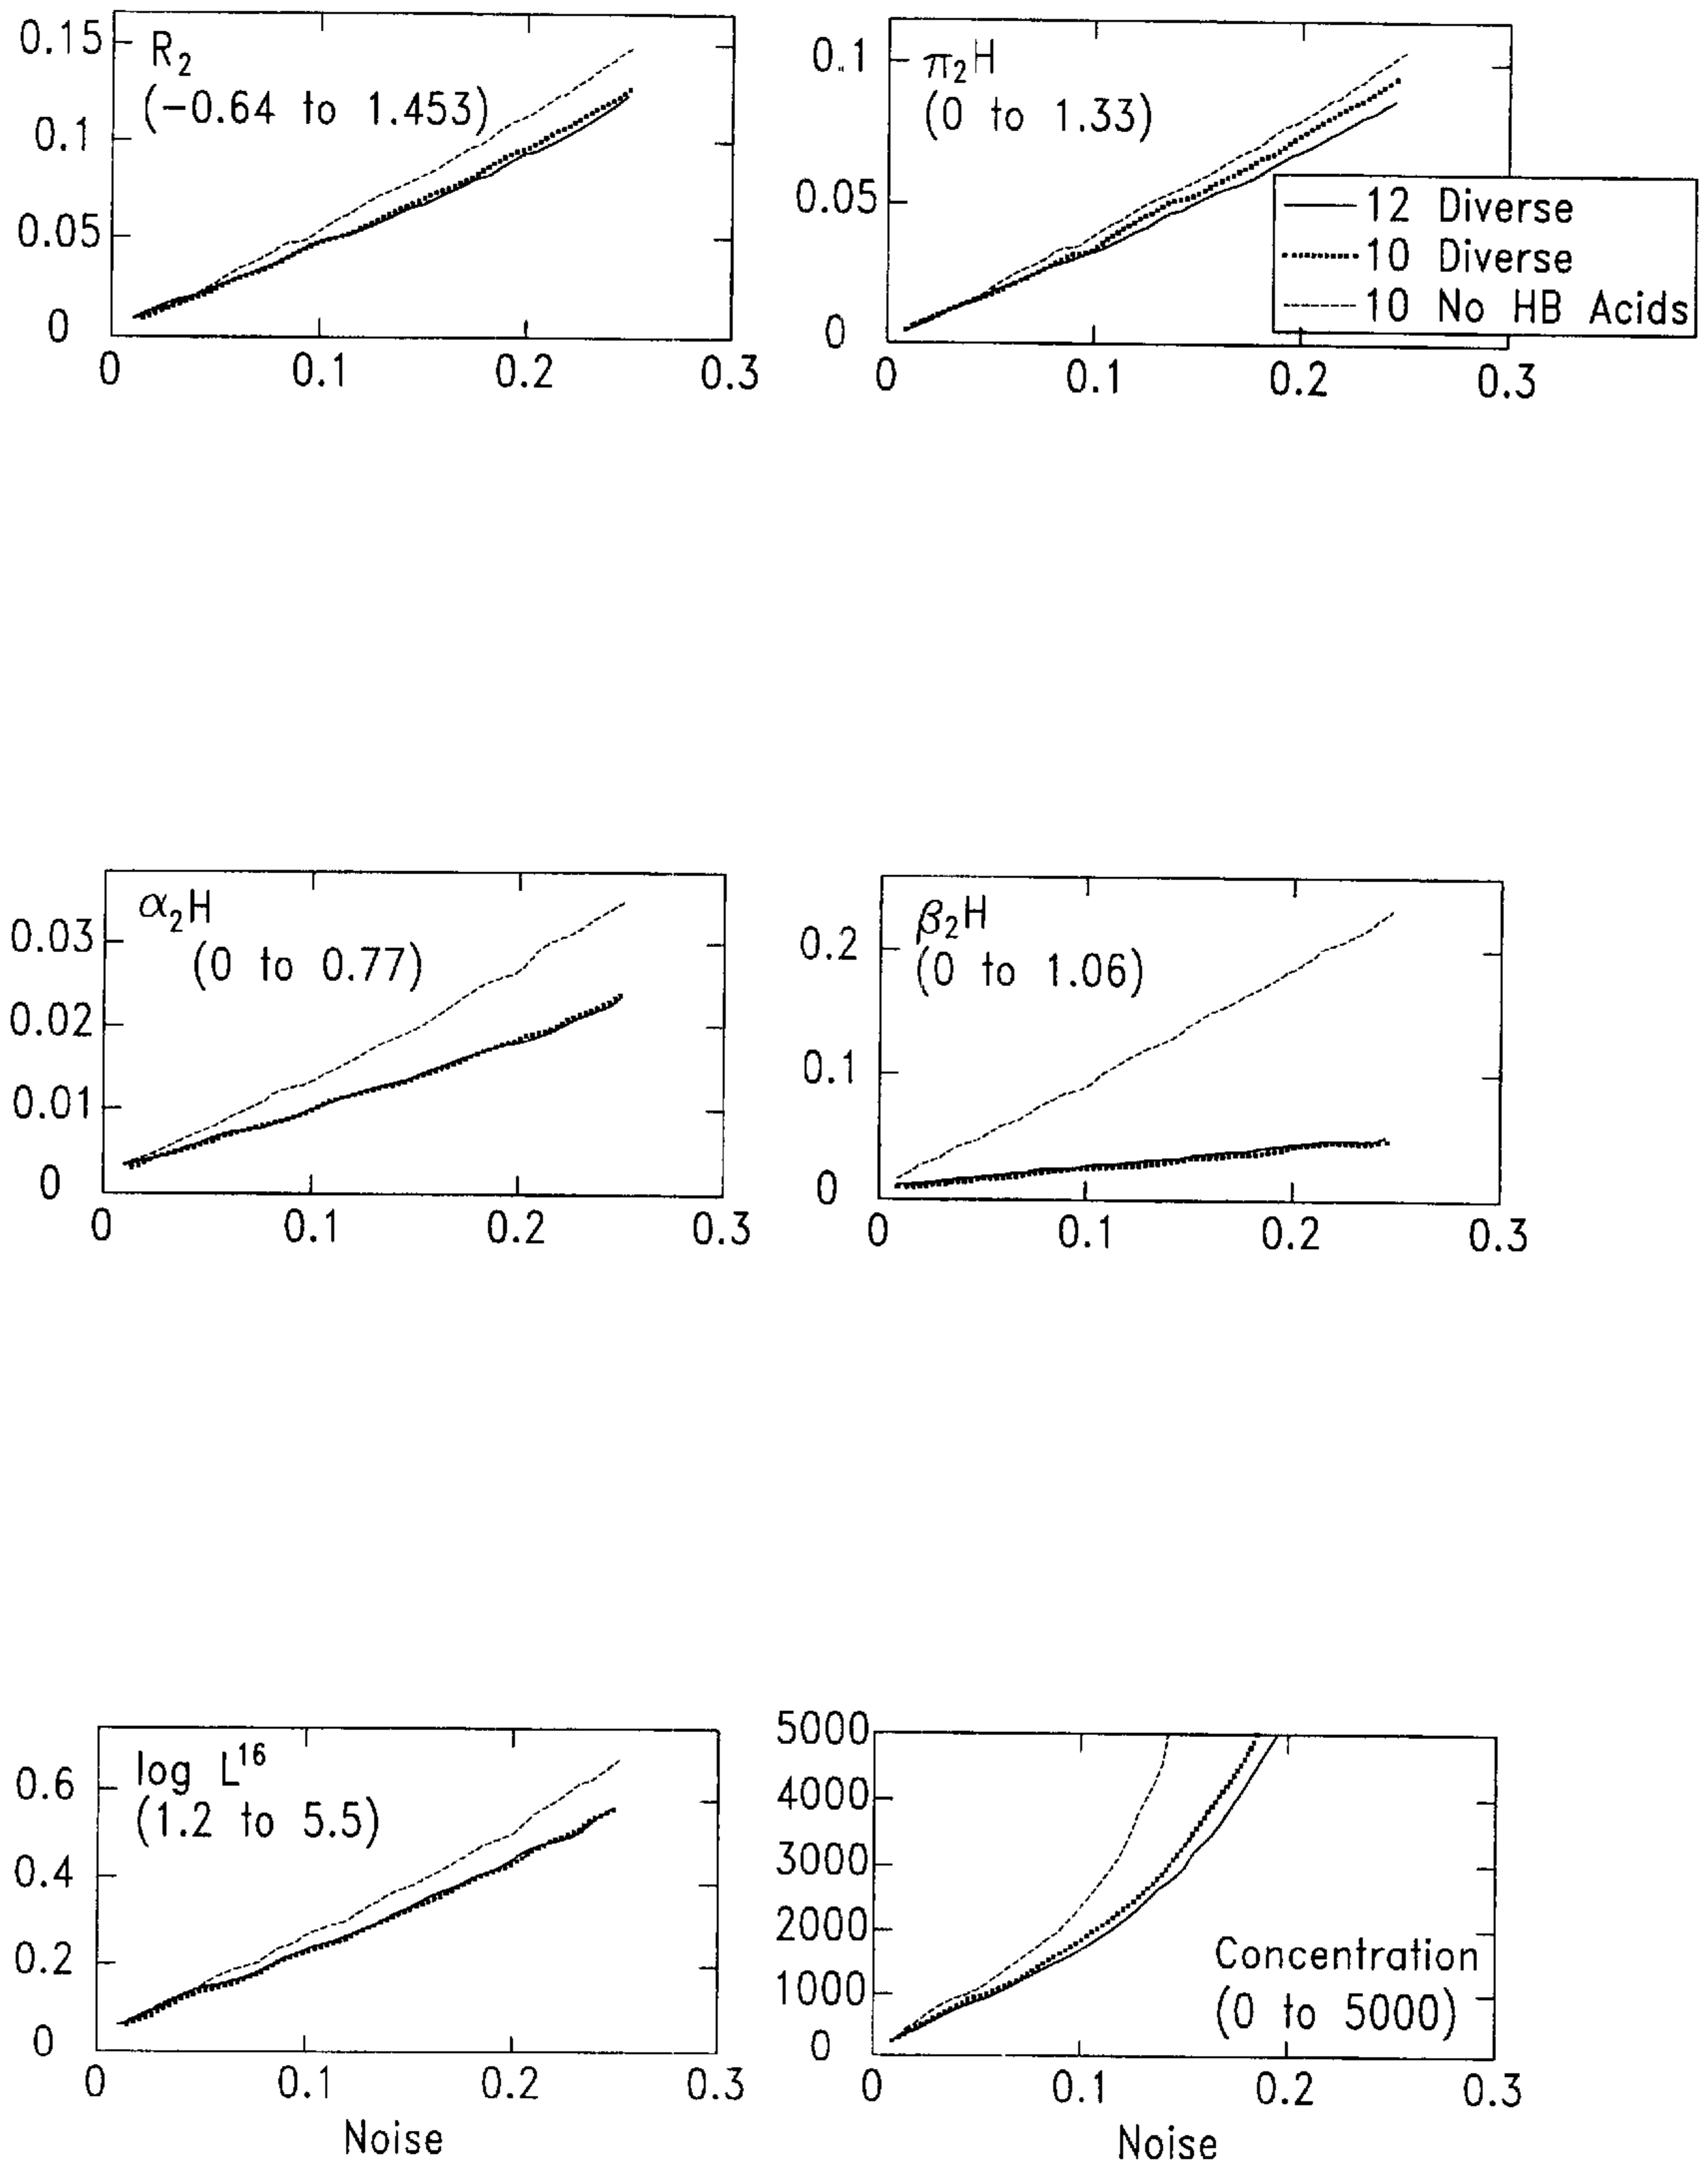 R2
(−0.64 to 1.453)
0.15
0.1
0.05
0
0 0.1 0.2 0.3
π2H
(0 to 1.33)
0.1
0.05
0
0 0.1 0.2 0.3
12 Diverse
10 Diverse
10 No HB Acids
α2H
(0 to 0.77)
0.03
0.02
0.01
0
0 0.1 0.2 0.3
β2H
(0 to 1.06)
0.2
0.1
0
0 0.1 0.2 0.3
log L16
(1.2 to 5.5)
0.6
0.4
0.2
0
0 0.1 0.2 0.3
Noise
5000
4000
3000
2000
1000
0
Concentration
(0 to 5000)
0 0.1 0.2 0.3
Noise